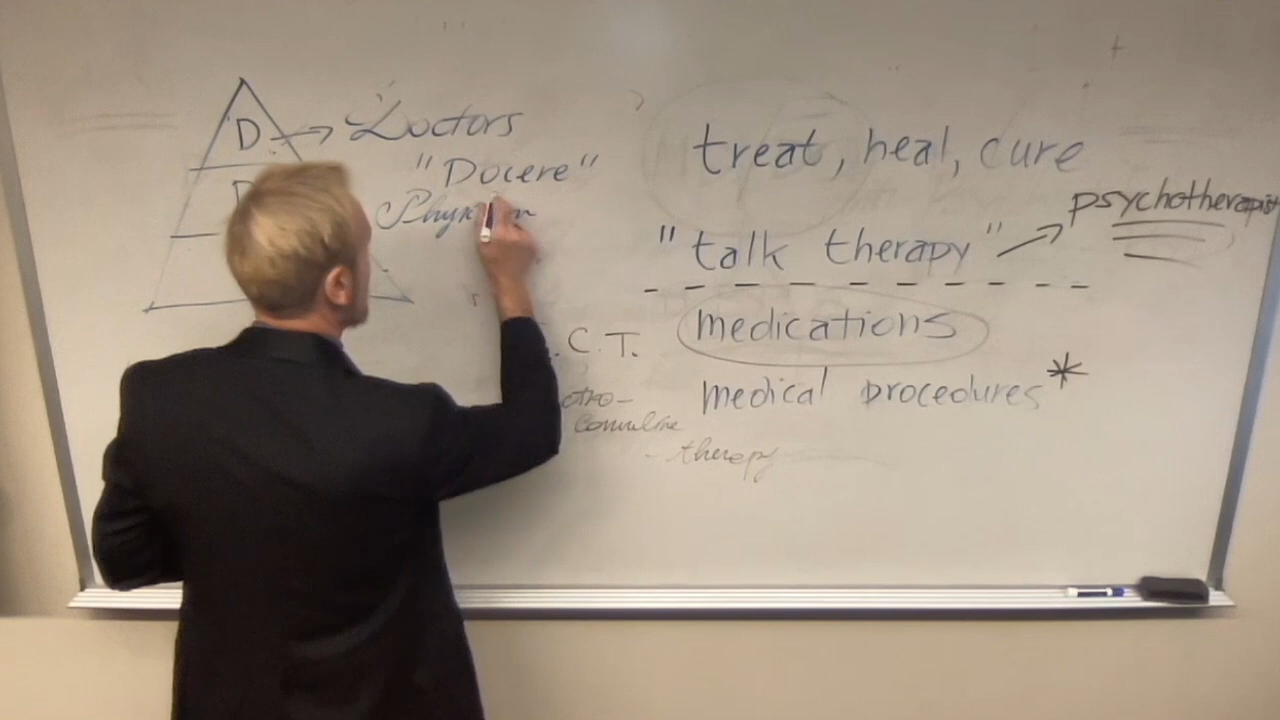 D → Doctors
"Docere"
D
treat, heal, cure
psychotherapist
"talk therapy" →
medications
C.T.
medical procedures*
therapy